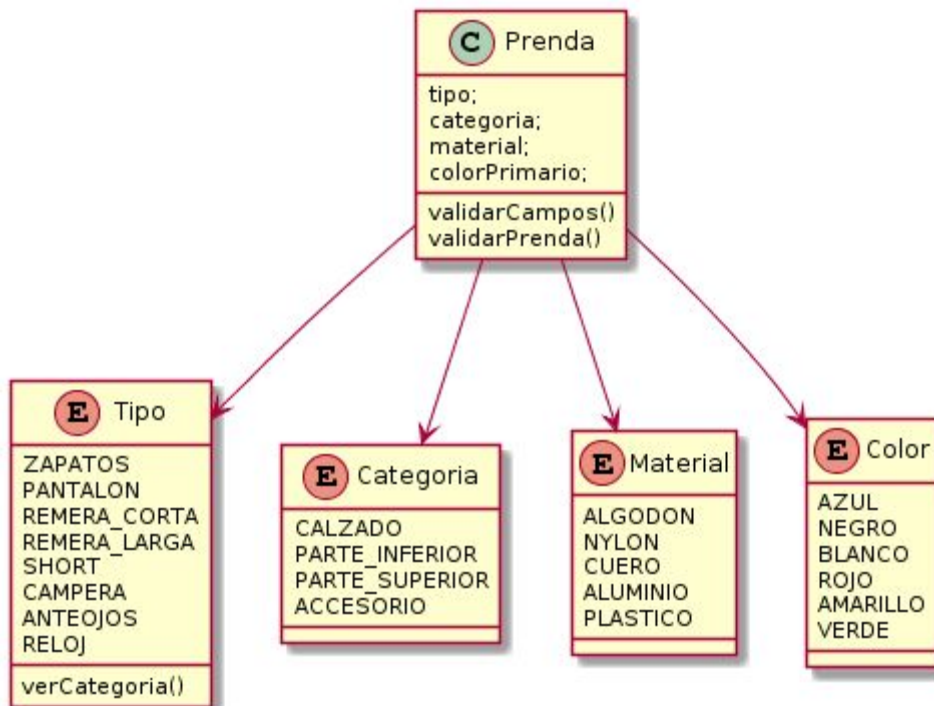 C Prenda
tipo;
categoria;
material;
colorPrimario;
validarCampos()
validarPrenda()
E Tipo
ZAPATOS
PANTALON
REMERA_CORTA
REMERA_LARGA
SHORT
CAMPERA
ANTEOJOS
RELOJ
verCategoria()
E Categoria
CALZADO
PARTE_INFERIOR
PARTE_SUPERIOR
ACCESORIO
E Material
ALGODON
NYLON
CUERO
ALUMINIO
PLASTICO
E Color
AZUL
NEGRO
BLANCO
ROJO
AMARILLO
VERDE